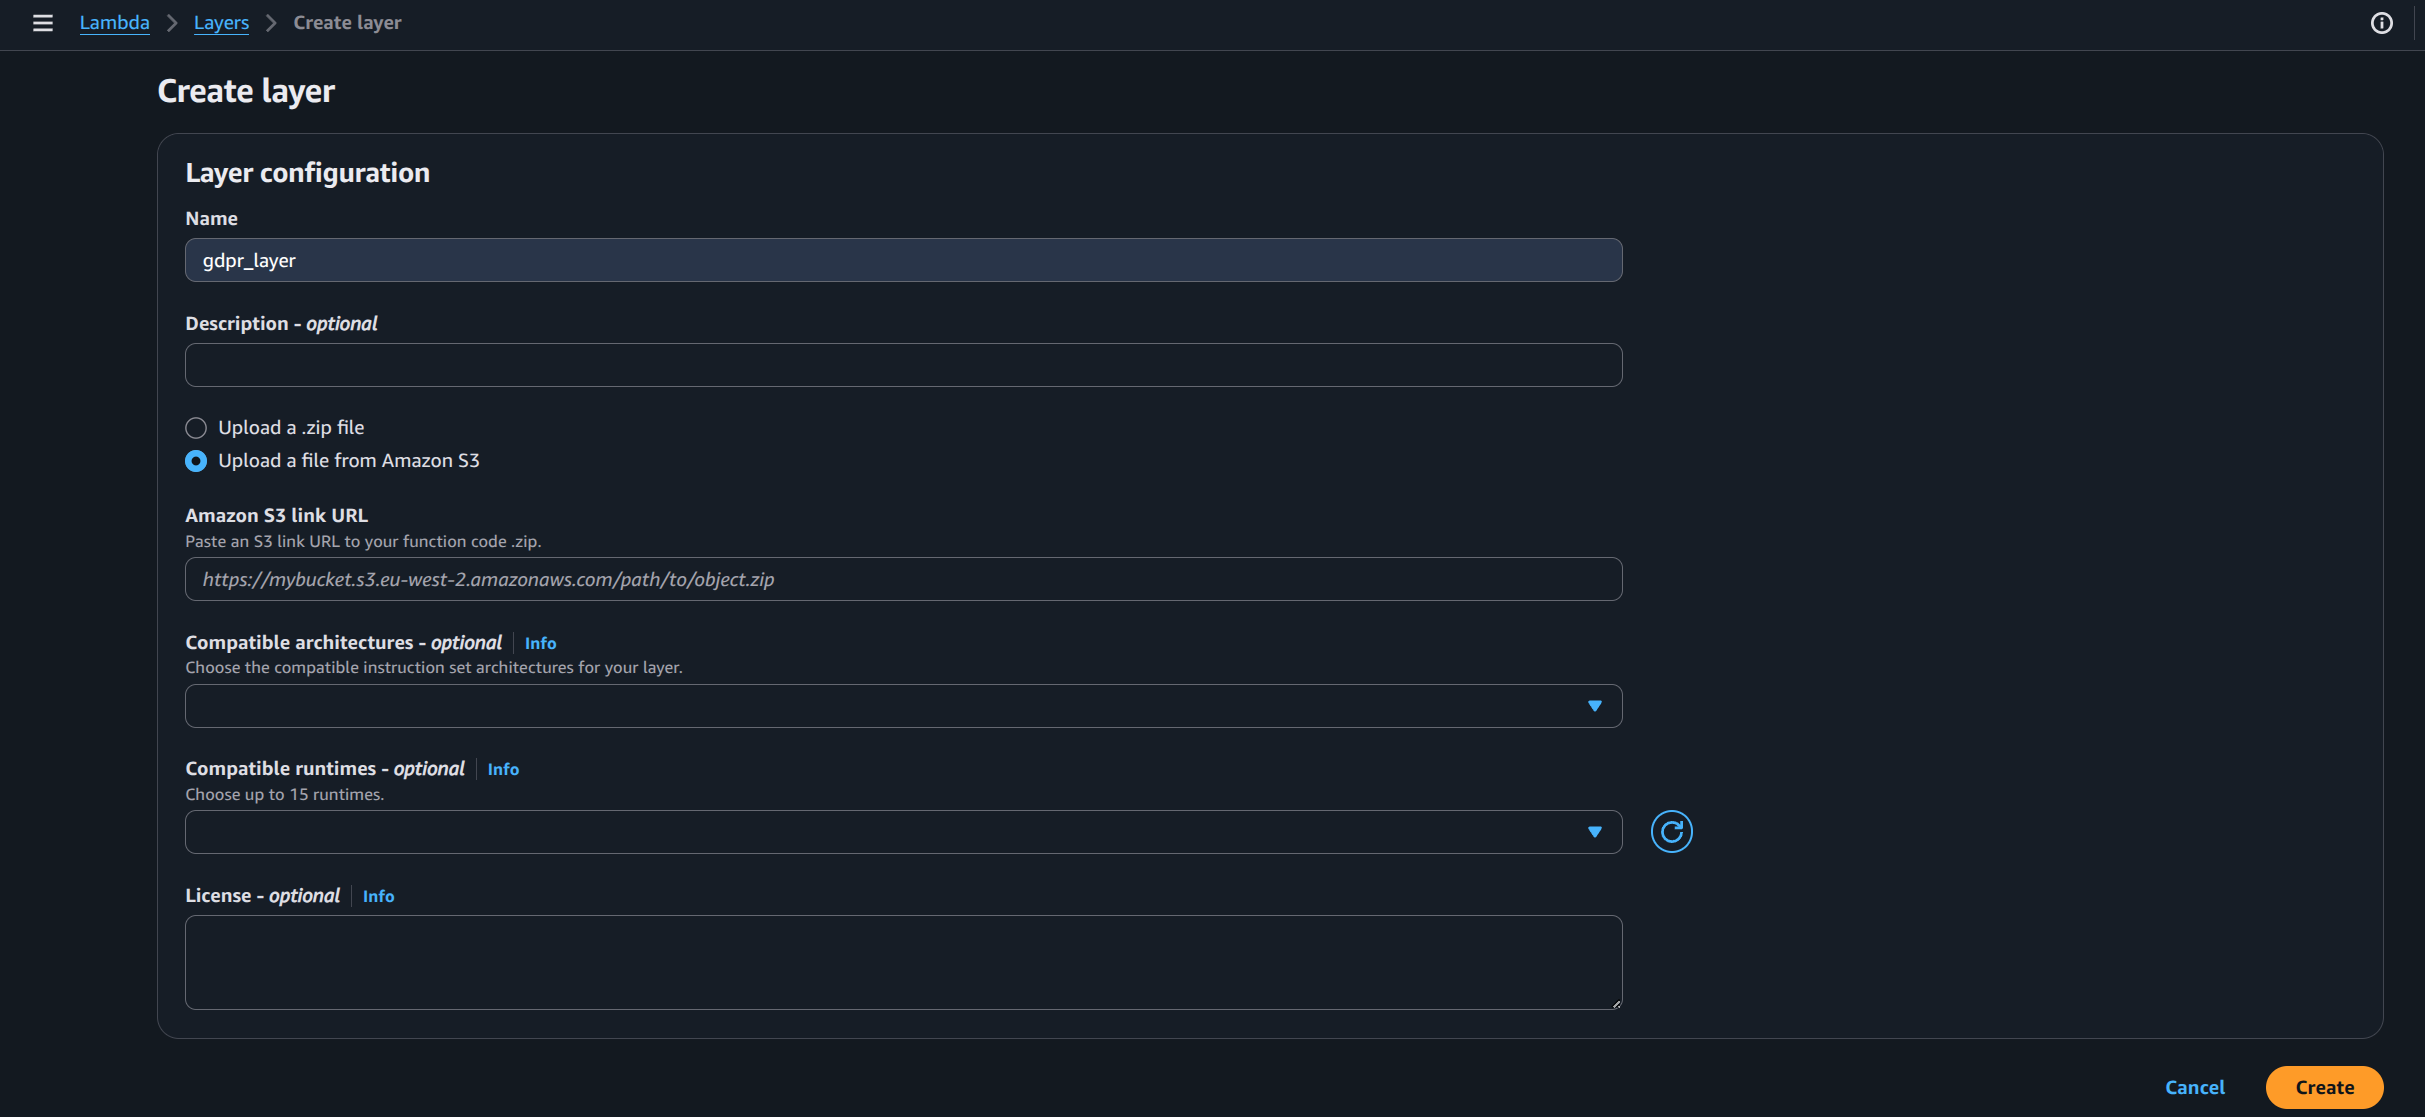 Lambda > Layers > Create layer
Create layer
Layer configuration
Name
gdpr_layer
Description - optional
Upload a .zip file
Upload a file from Amazon S3
Amazon S3 link URL
Paste an S3 link URL to your function code .zip.
https://mybucket.s3.eu-west-2.amazonaws.com/path/to/object.zip
Compatible architectures - optional Info
Choose the compatible instruction set architectures for your layer.
Compatible runtimes - optional Info
Choose up to 15 runtimes.
License - optional Info
Cancel Create